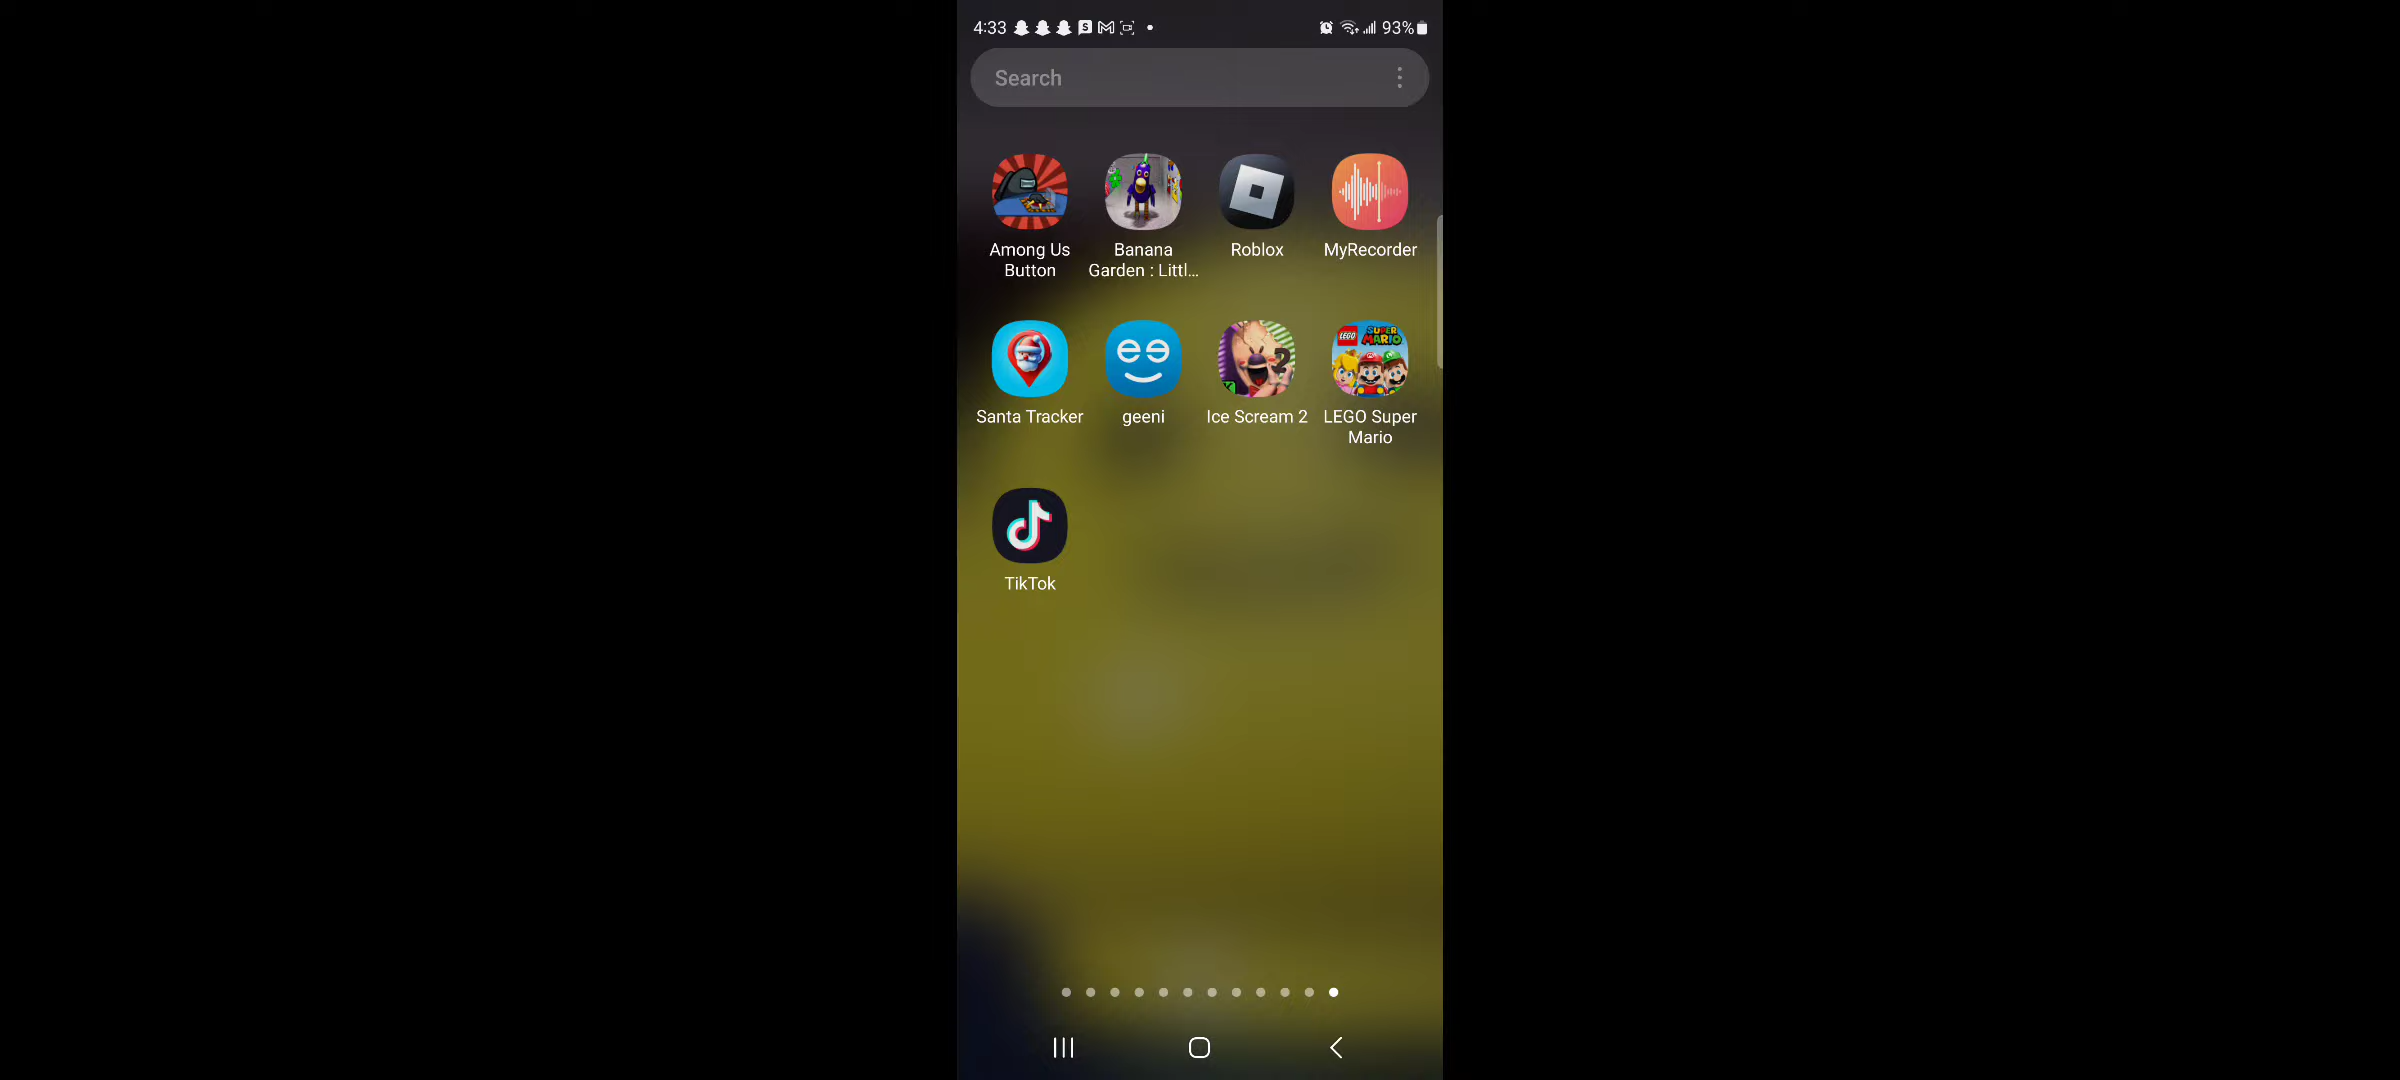 4:33
93%
Search
Among Us
Button
Banana
Garden : Littl...
Roblox
MyRecorder
Santa Tracker
geeni
Ice Scream 2
LEGO Super
Mario
TikTok